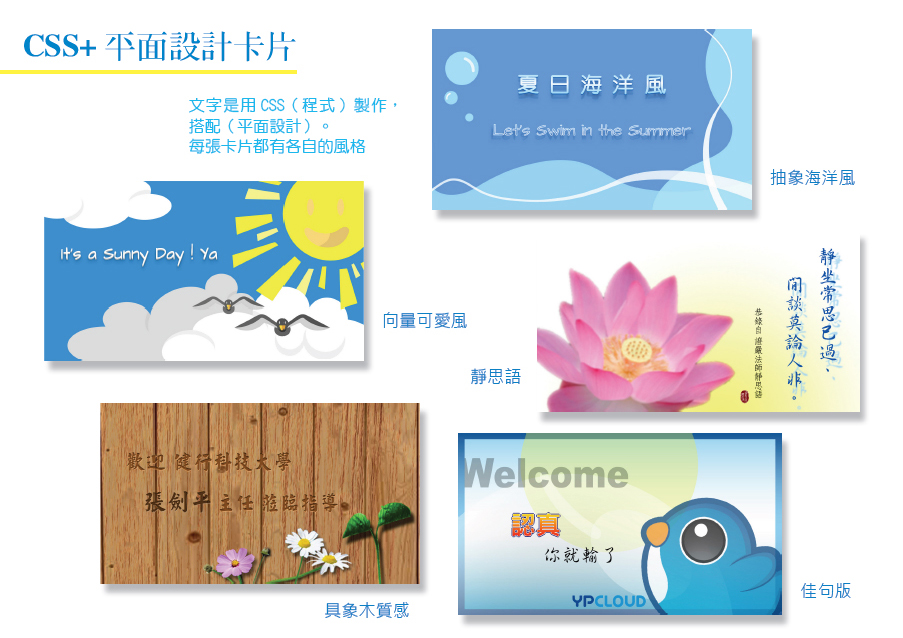 CSS+ 平面設計卡片
文字是用 CSS（程式）製作，
搭配（平面設計）。
每張卡片都有各自的風格
夏日海洋風
Let's Swim in the Summer
抽象海洋風
It's a Sunny Day ! Ya
向量可愛風
靜坐常思己過、
閒談莫論人非。
恭錄自 證嚴法師靜思語
靜思語
歡迎 健行科技大學
張劍平 主任 蒞臨指導
具象木質感
Welcome
認真
你就輸了
YPCLOUD
佳句版